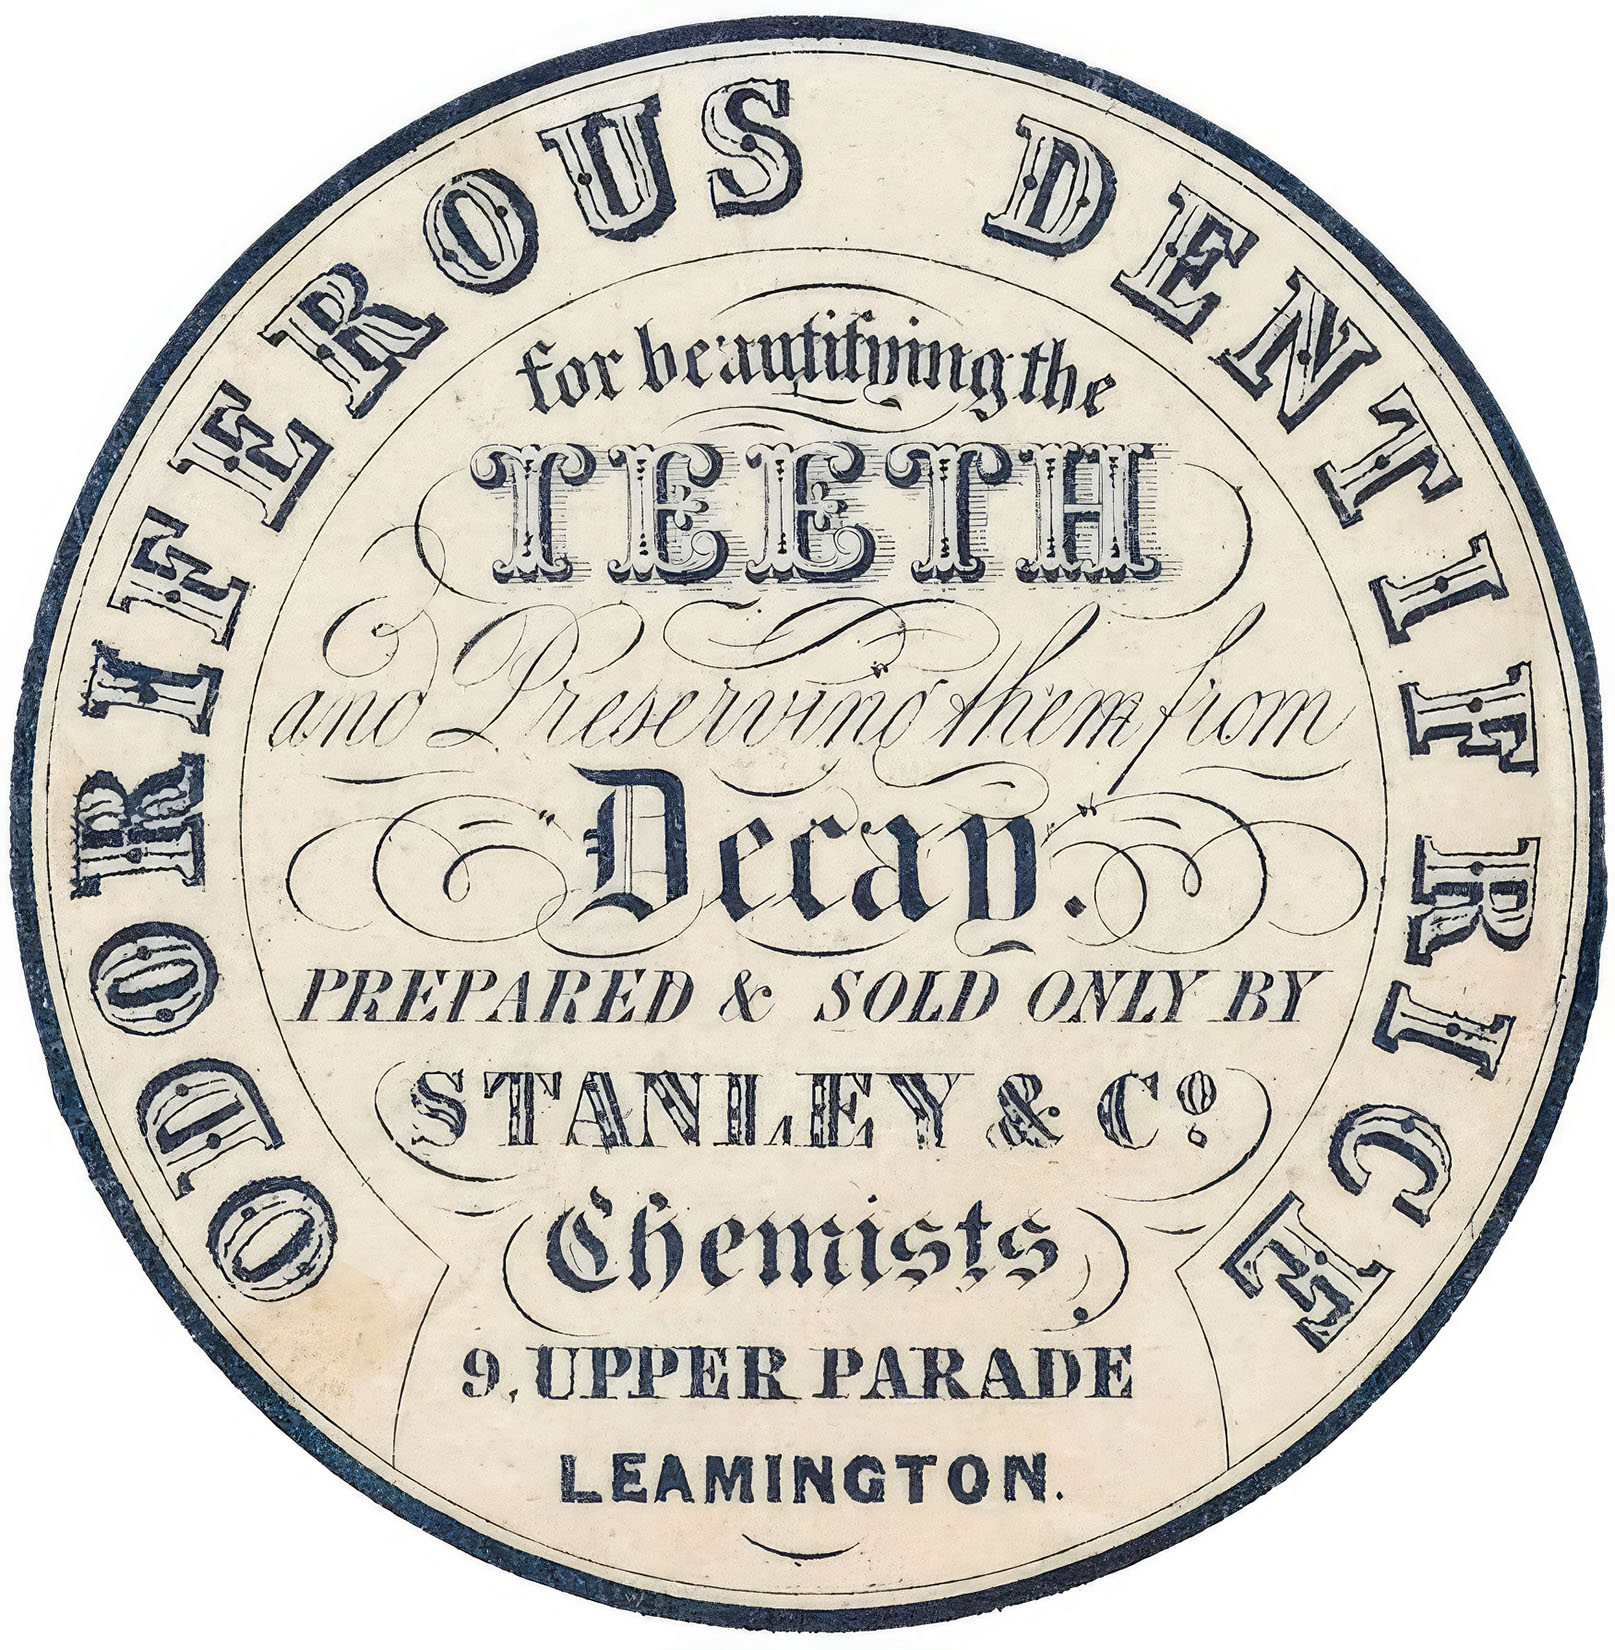 ODORIFEROUS DENTIFRICE
for beautifying the
TEETH
and Preserving them from
Decay.
PREPARED & SOLD ONLY BY
STANLEY & Cº
Chemists,
9, UPPER PARADE
LEAMINGTON.